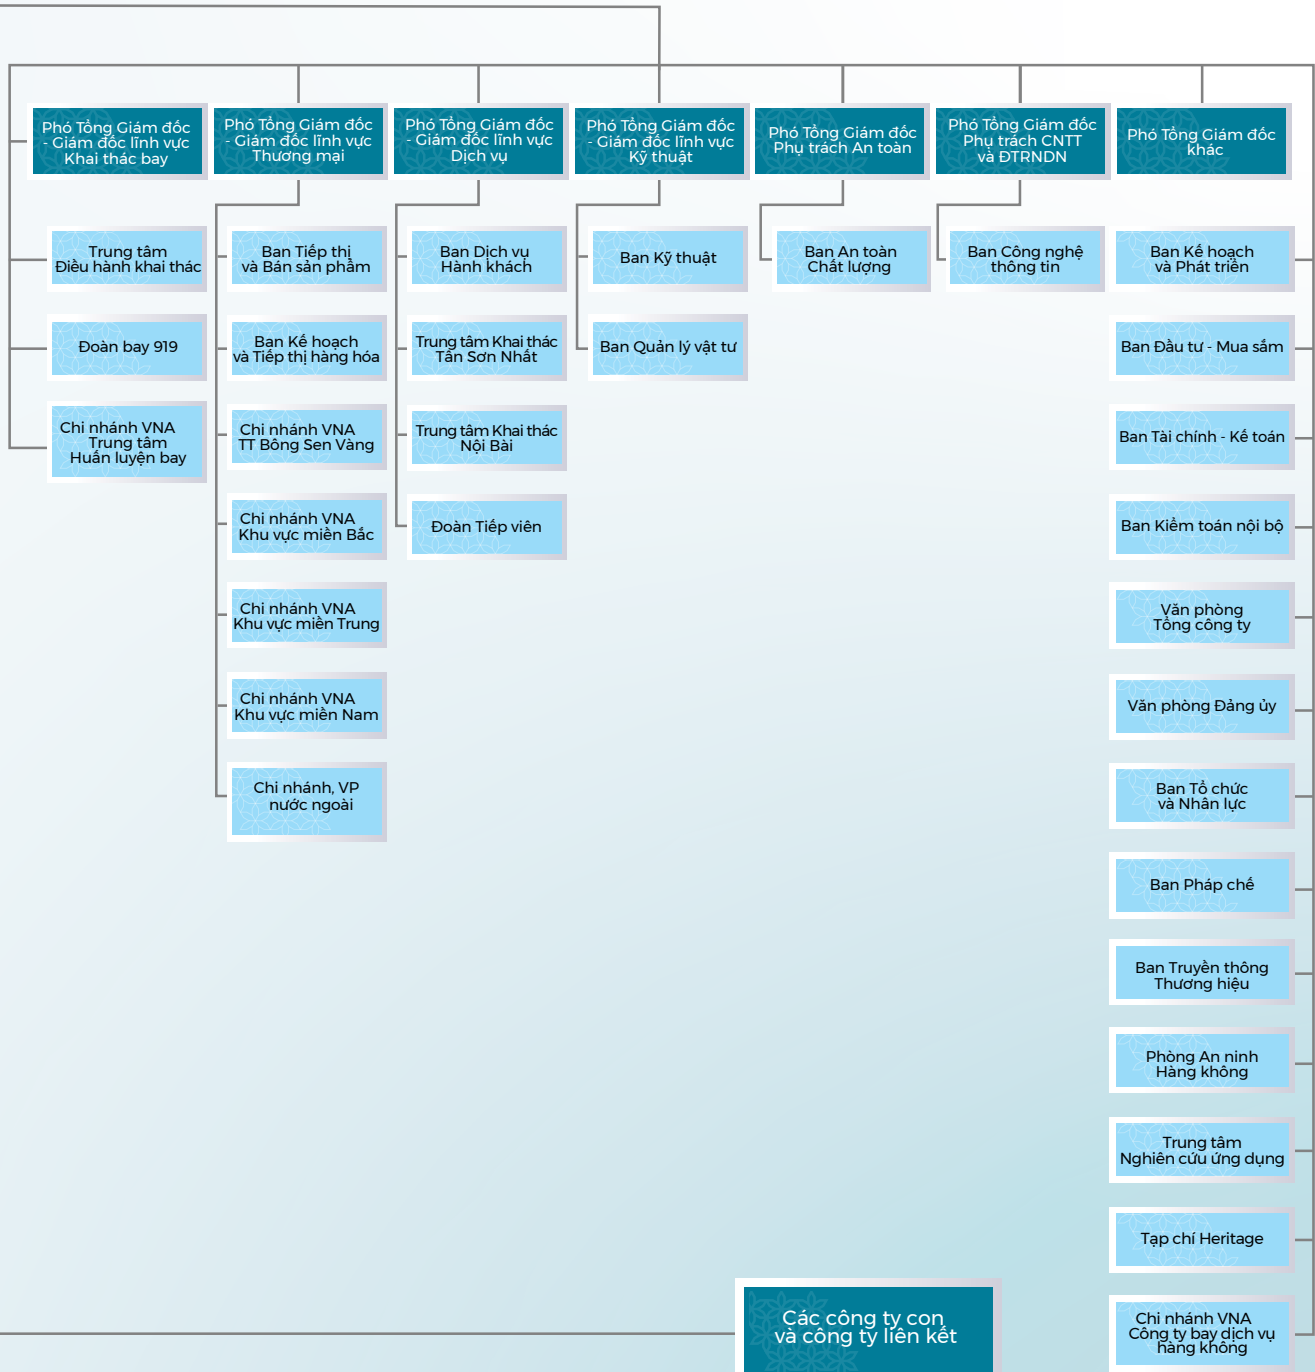 Phó Tổng Giám đốc
- Giám đốc lĩnh vực
Khai thác bay
Phó Tổng Giám đốc
- Giám đốc lĩnh vực
Thương mại
Phó Tổng Giám đốc
- Giám đốc lĩnh vực
Dịch vụ
Phó Tổng Giám đốc
- Giám đốc lĩnh vực
Kỹ thuật
Phó Tổng Giám đốc
Phụ trách An toàn
Phó Tổng Giám đốc
Phụ trách CNTT
và ĐTRNDN
Phó Tổng Giám đốc
khác
Trung tâm
Điều hành khai thác
Đoàn bay 919
Chi nhánh VNA
Trung tâm
Huấn luyện bay
Ban Tiếp thị
và Bán sản phẩm
Ban Kế hoạch
và Tiếp thị hàng hóa
Chi nhánh VNA
TT Bông Sen Vàng
Chi nhánh VNA
Khu vực miền Bắc
Chi nhánh VNA
Khu vực miền Trung
Chi nhánh VNA
Khu vực miền Nam
Chi nhánh, VP
nước ngoài
Ban Dịch vụ
Hành khách
Trung tâm Khai thác
Tân Sơn Nhất
Trung tâm Khai thác
Nội Bài
Đoàn Tiếp viên
Ban Kỹ thuật
Ban Quản lý vật tư
Ban An toàn
Chất lượng
Ban Công nghệ
thông tin
Ban Kế hoạch
và Phát triển
Ban Đầu tư - Mua sắm
Ban Tài chính - Kế toán
Ban Kiểm toán nội bộ
Văn phòng
Tổng công ty
Văn phòng Đảng ủy
Ban Tổ chức
và Nhân lực
Ban Pháp chế
Ban Truyền thông
Thương hiệu
Phòng An ninh
Hàng không
Trung tâm
Nghiên cứu ứng dụng
Tạp chí Heritage
Chi nhánh VNA
Công ty bay dịch vụ
hàng không
Các công ty con
và công ty liên kết